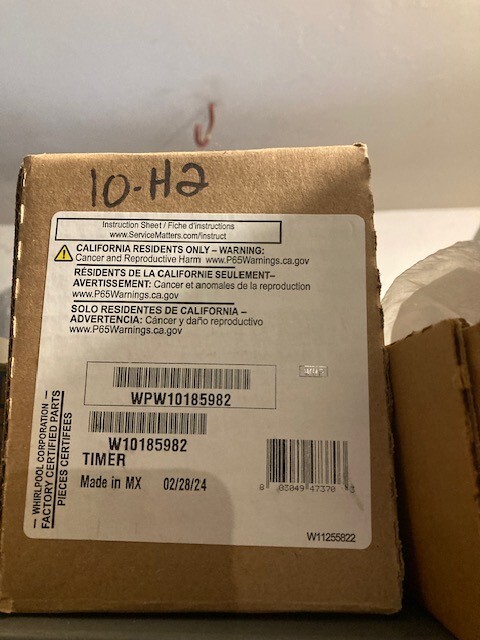 10-H2
Instruction Sheet / Fiche d'instructions
www.ServiceMatters.com/instruct
CALIFORNIA RESIDENTS ONLY – WARNING:
Cancer and Reproductive Harm www.P65Warnings.ca.gov
RÉSIDENTS DE LA CALIFORNIE SEULEMENT–
AVERTISSEMENT: Cancer et anomales de la reproduction
www.P65Warnings.ca.gov
SOLO RESIDENTES DE CALIFORNIA –
ADVERTENCIA: Cáncer y daño reproductivo
www.P65Warnings.ca.gov
WPW10185982
W10185982
TIMER
Made in MX 02/28/24
8 83049 47370 3
W11255822
— WHIRLPOOL CORPORATION —
FACTORY CERTIFIED PARTS
PIECES CERTIFIEES